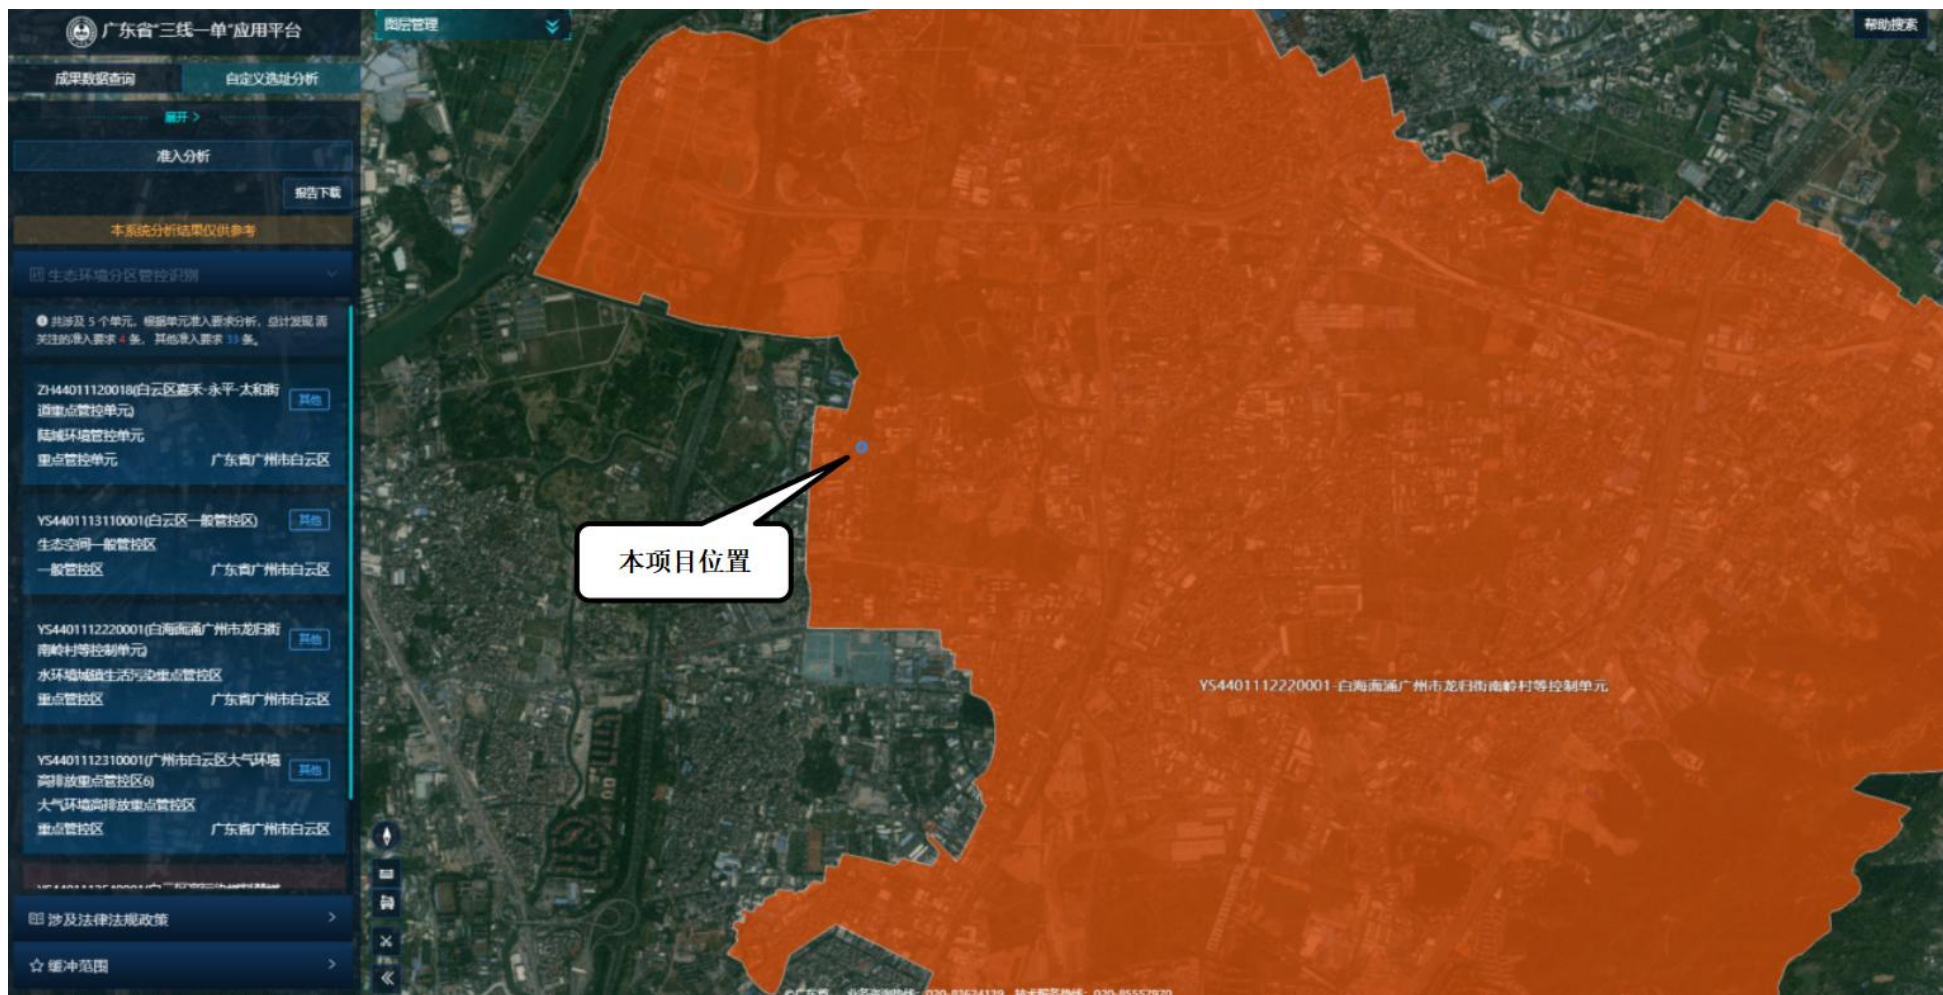 广东省“三线一单”应用平台
成果数据查询
自定义选址分析
展开 >
准入分析
报告下载
本系统分析结果仅供参考
生态环境分区管控识别
共涉及 5 个单元，根据单元准入要求分析，总计发现 需
关注的准入要求 4 条、其他准入要求 33 条。
ZH44011120018(白云区嘉禾-永平-太和街
道重点管控单元)
其他
陆域环境管控单元
重点管控单元
广东省广州市白云区
YS4401113110001(白云区一般管控区)
其他
生态空间一般管控区
一般管控区
广东省广州市白云区
YS4401112220001(白海面涌广州市龙归街
南岭村等控制单元)
其他
水环境城镇生活污染重点管控区
重点管控区
广东省广州市白云区
YS4401112310001(广州市白云区大气环境
高排放重点管控区6)
其他
大气环境高排放重点管控区
重点管控区
广东省广州市白云区
涉及法律法规政策
缓冲范围
图层管理
帮助搜索
本项目位置
YS4401112220001-白海面涌广州市龙归街南岭村等控制单元